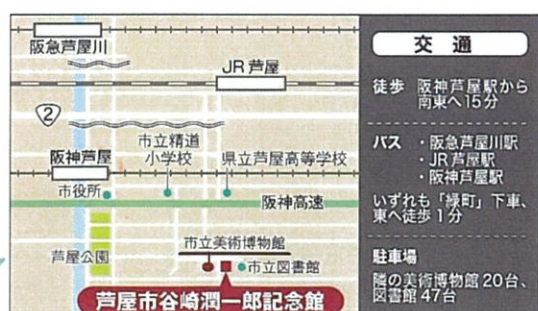 阪急芦屋川
JR 芦屋
2
阪神芦屋
市立精道
小学校
県立芦屋高等学校
市役所
阪神高速
芦屋公園
市立美術博物館
市立図書館
芦屋市谷崎潤一郎記念館
交通
徒歩 阪神芦屋駅から
南東へ15分
バス ・阪急芦屋川駅
・JR芦屋駅
・阪神芦屋駅
いずれも「緑町」下車、
東へ徒歩1分
駐車場
隣の美術博物館20台、
図書館47台